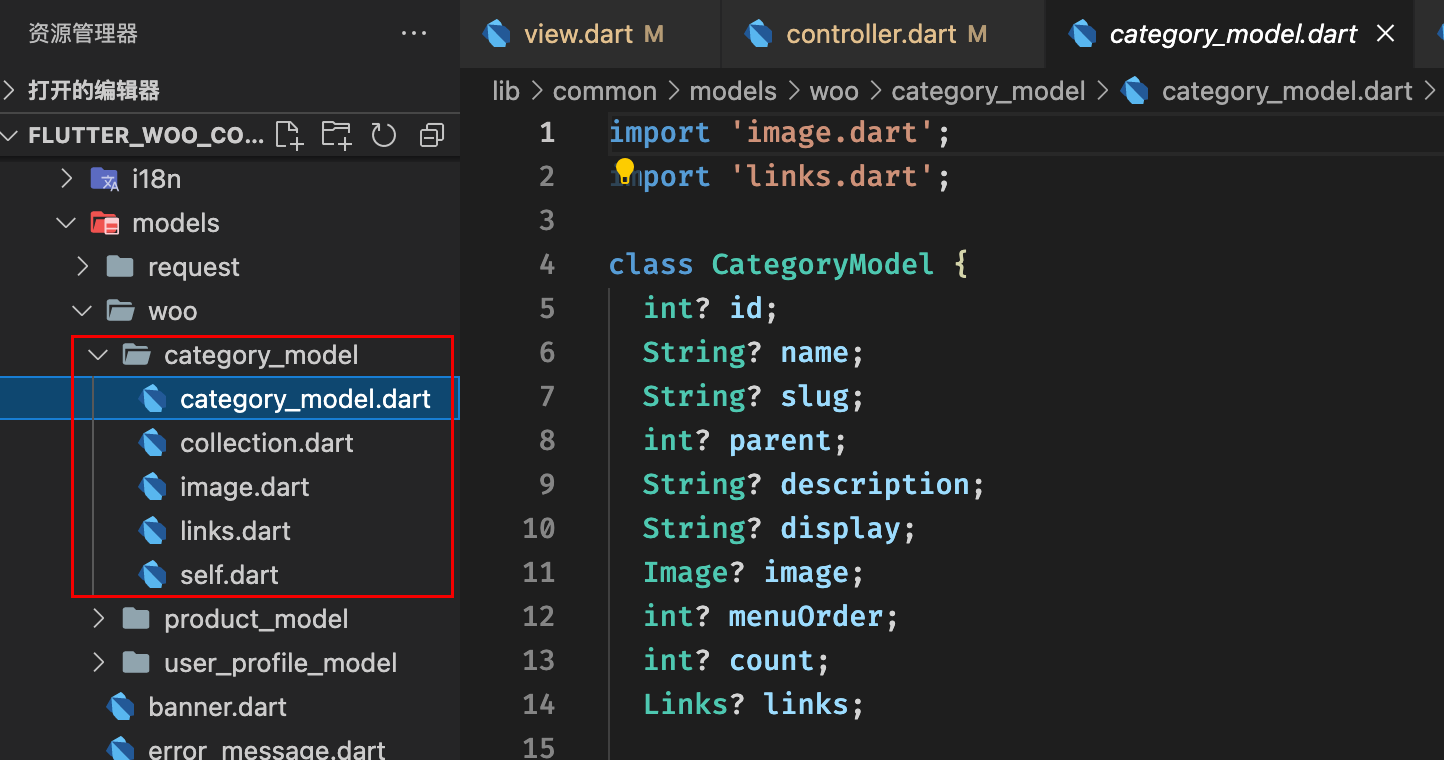 资源管理器
打开的编辑器
FLUTTER_WOO_CO...
i18n
models
request
woo
category_model
category_model.dart
collection.dart
image.dart
links.dart
self.dart
product_model
user_profile_model
banner.dart
error_message.dart
view.dart M
controller.dart M
category_model.dart
lib > common > models > woo > category_model > category_model.dart >
1 import 'image.dart';
2 import 'links.dart';
3
4 class CategoryModel {
5 int? id;
6 String? name;
7 String? slug;
8 int? parent;
9 String? description;
10 String? display;
11 Image? image;
12 int? menuOrder;
13 int? count;
14 Links? links;
15